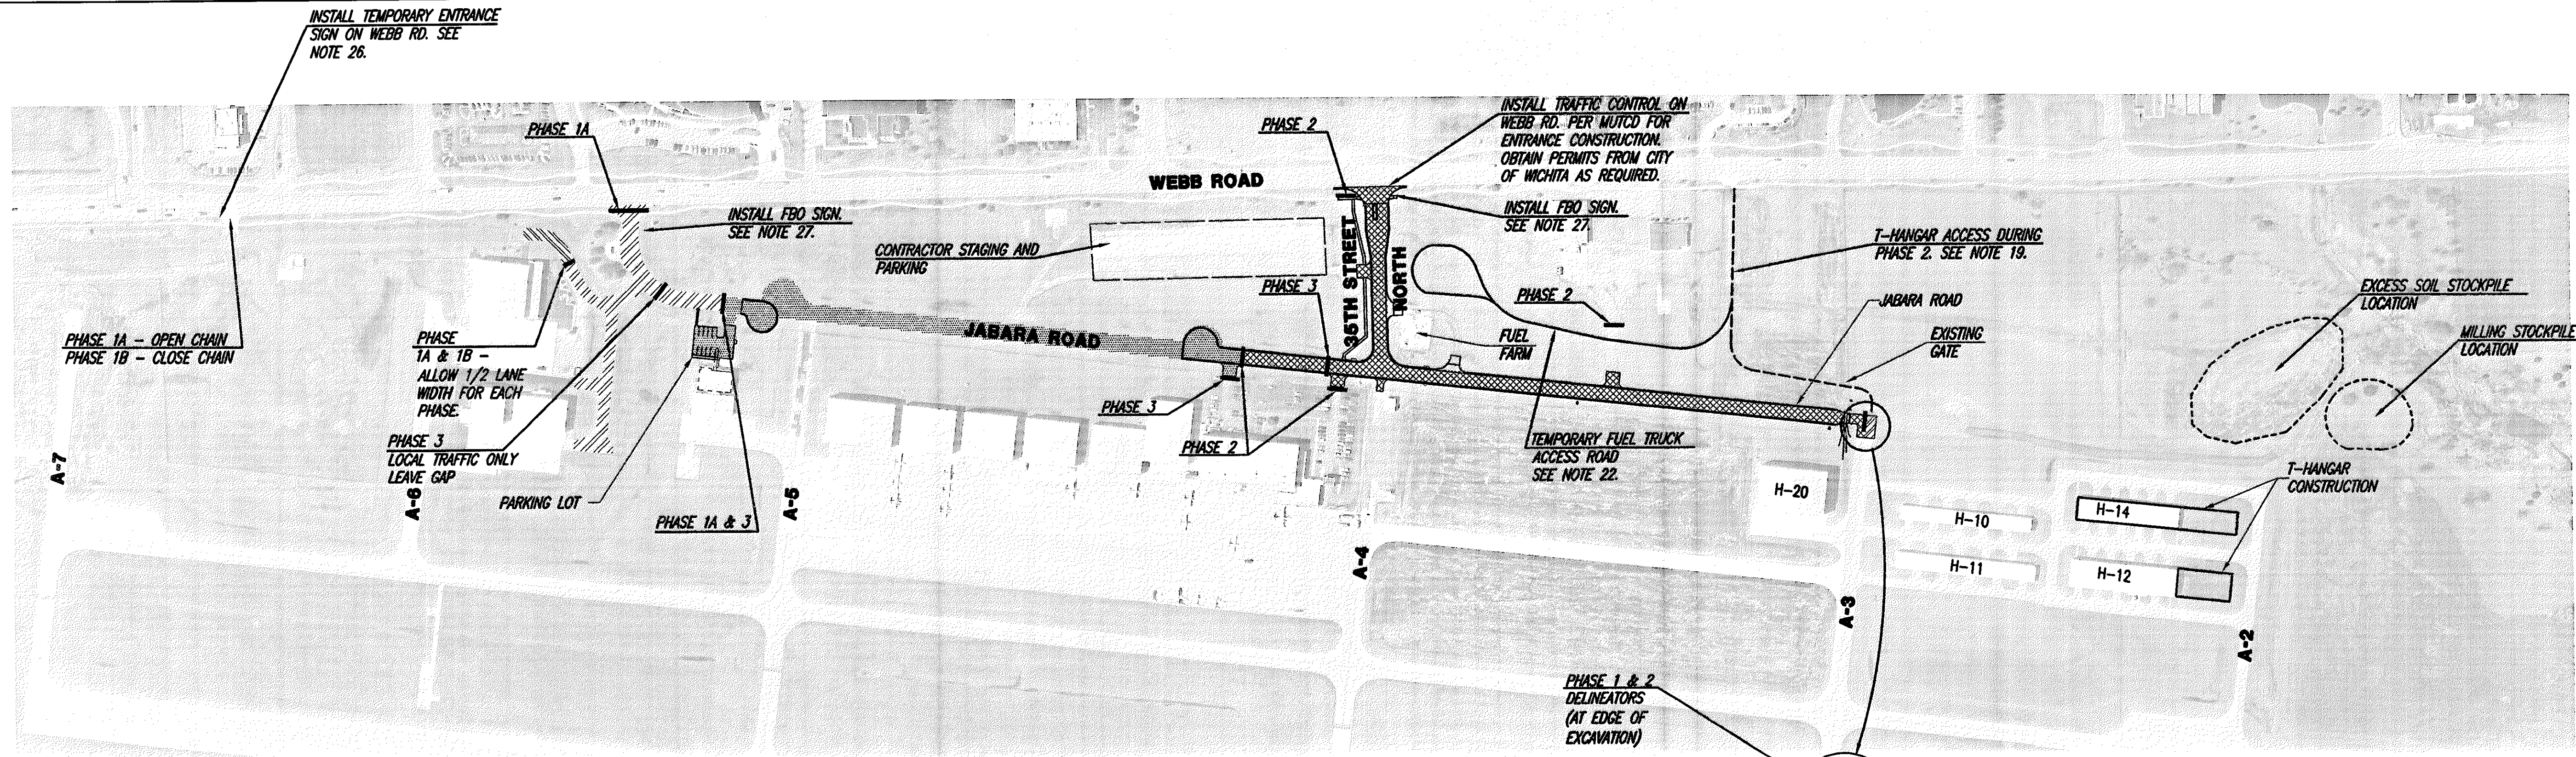 INSTALL TEMPORARY ENTRANCE
SIGN ON WEBB RD. SEE
NOTE 26.
PHASE 1A
INSTALL FBO SIGN.
SEE NOTE 27.
PHASE 1A - OPEN CHAIN
PHASE 1B - CLOSE CHAIN
PHASE
1A & 1B -
ALLOW 1/2 LANE
WIDTH FOR EACH
PHASE.
PHASE 3
LOCAL TRAFFIC ONLY
LEAVE GAP
PARKING LOT
PHASE 1A & 3
A-7
A-6
A-5
WEBB ROAD
CONTRACTOR STAGING AND
PARKING
JABARA ROAD
PHASE 2
INSTALL TRAFFIC CONTROL ON
WEBB RD. PER MUTCD FOR
ENTRANCE CONSTRUCTION.
OBTAIN PERMITS FROM CITY
OF WICHITA AS REQUIRED.
INSTALL FBO SIGN.
SEE NOTE 27.
35TH STREET
NORTH
PHASE 3
PHASE 3
PHASE 2
FUEL
FARM
PHASE 2
TEMPORARY FUEL TRUCK
ACCESS ROAD
SEE NOTE 22.
T-HANGAR ACCESS DURING
PHASE 2. SEE NOTE 19.
JABARA ROAD
EXISTING
GATE
EXCESS SOIL STOCKPILE
LOCATION
MILLING STOCKPILE
LOCATION
T-HANGAR
CONSTRUCTION
H-20
H-10
H-11
H-14
H-12
A-4
A-3
A-2
PHASE 1 & 2
DELINEATORS
(AT EDGE OF
EXCAVATION)